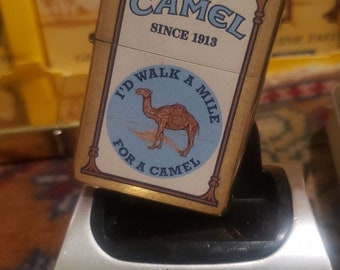 CAMEL
SINCE 1913
I'D WALK A MILE
FOR A CAMEL